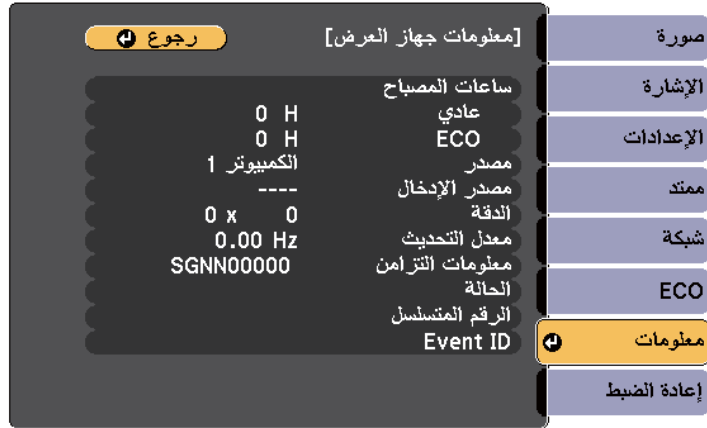 [معلومات جهاز العرض]
رجوع
ساعات المصباح
عادي 0 H
ECO 0 H
مصدر الكمبيوتر 1
مصدر الإدخال ----
الدقة 0 x 0
معدل التحديث 0.00 Hz
معلومات التزامن SGNN00000
الحالة
الرقم المتسلسل
Event ID
صورة
الإشارة
الإعدادات
ممتد
شبكة
ECO
معلومات
إعادة الضبط